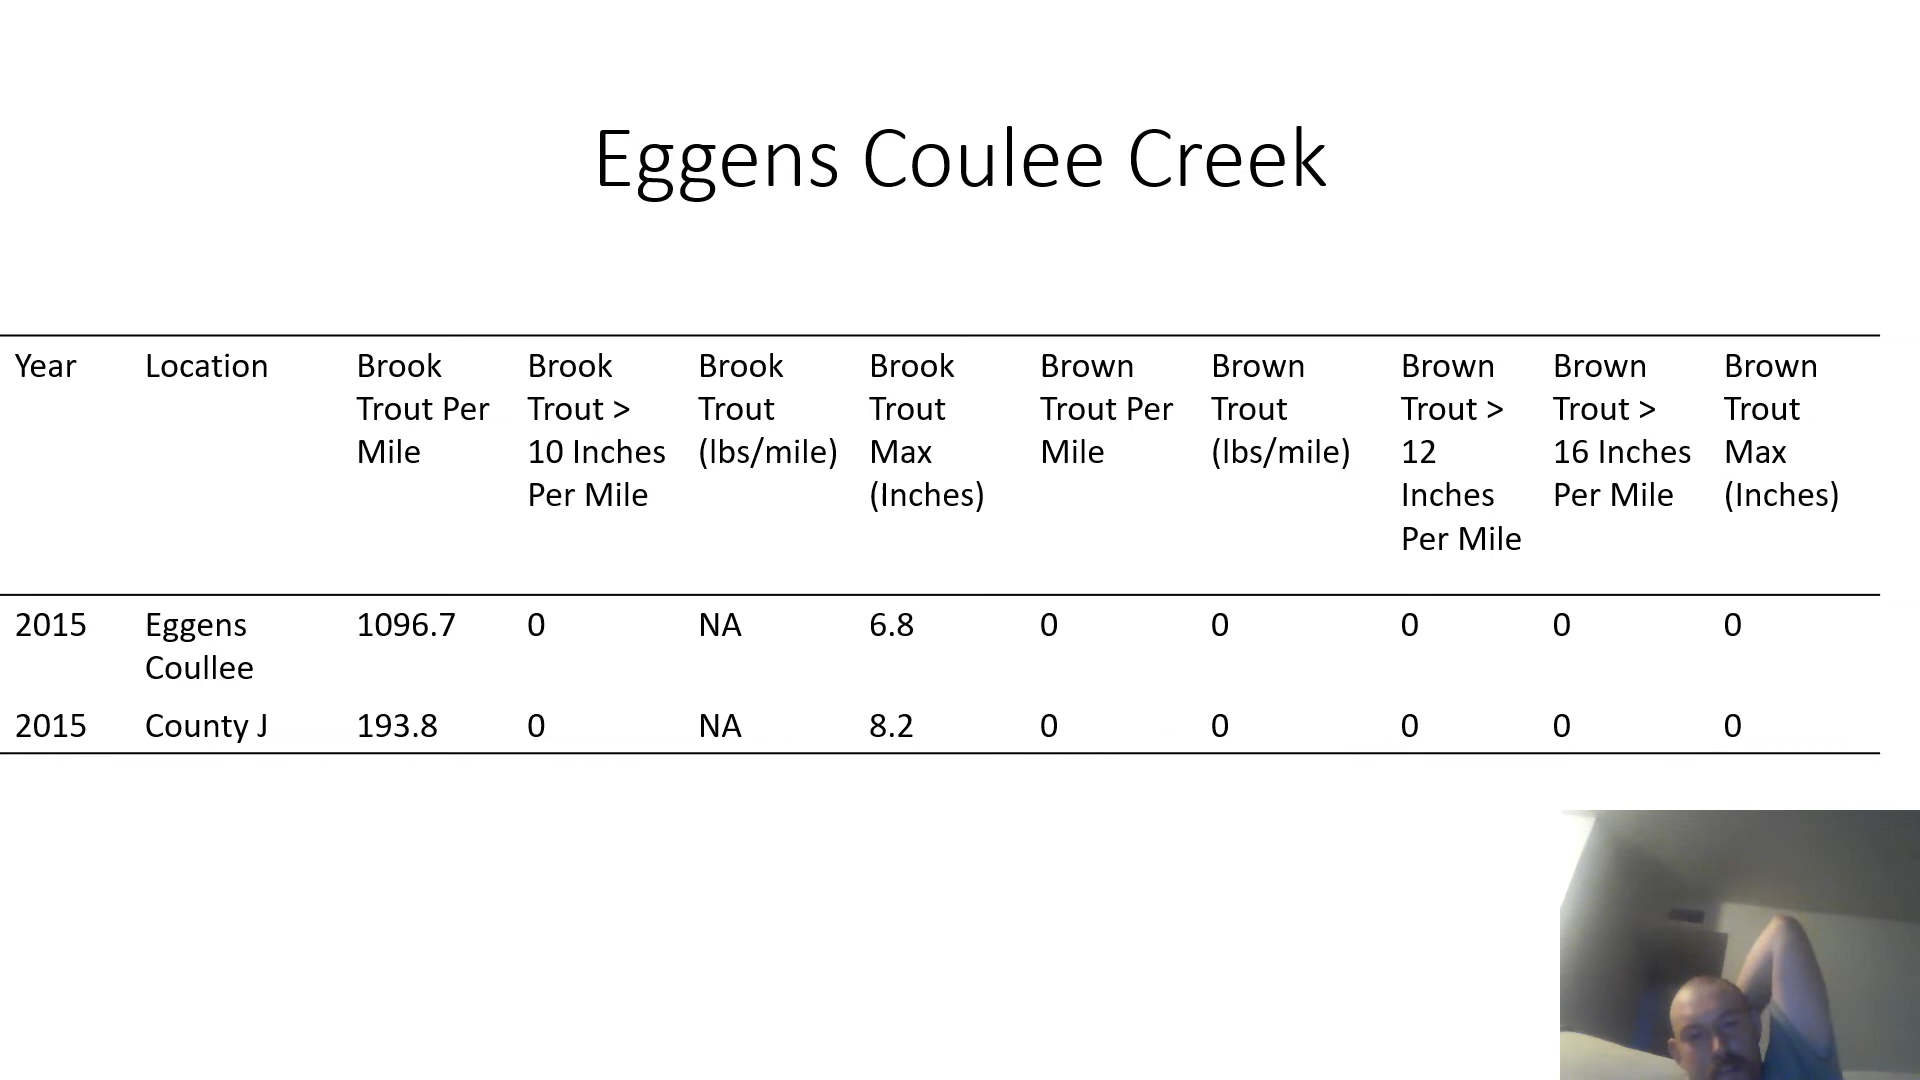 Eggens Coulee Creek
Year Location Brook Brook Brook Brook Brown Brown Brown Brown Brown
Trout Per Trout > Trout Trout Trout Per Trout Trout > Trout > Trout
Mile 10 Inches (lbs/mile) Max Mile (lbs/mile) 12 16 Inches Max
Per Mile (Inches) Inches Per Mile (Inches)
Per Mile
2015 Eggens 1096.7 0 NA 6.8 0 0 0 0 0
Coullee
2015 County J 193.8 0 NA 8.2 0 0 0 0 0